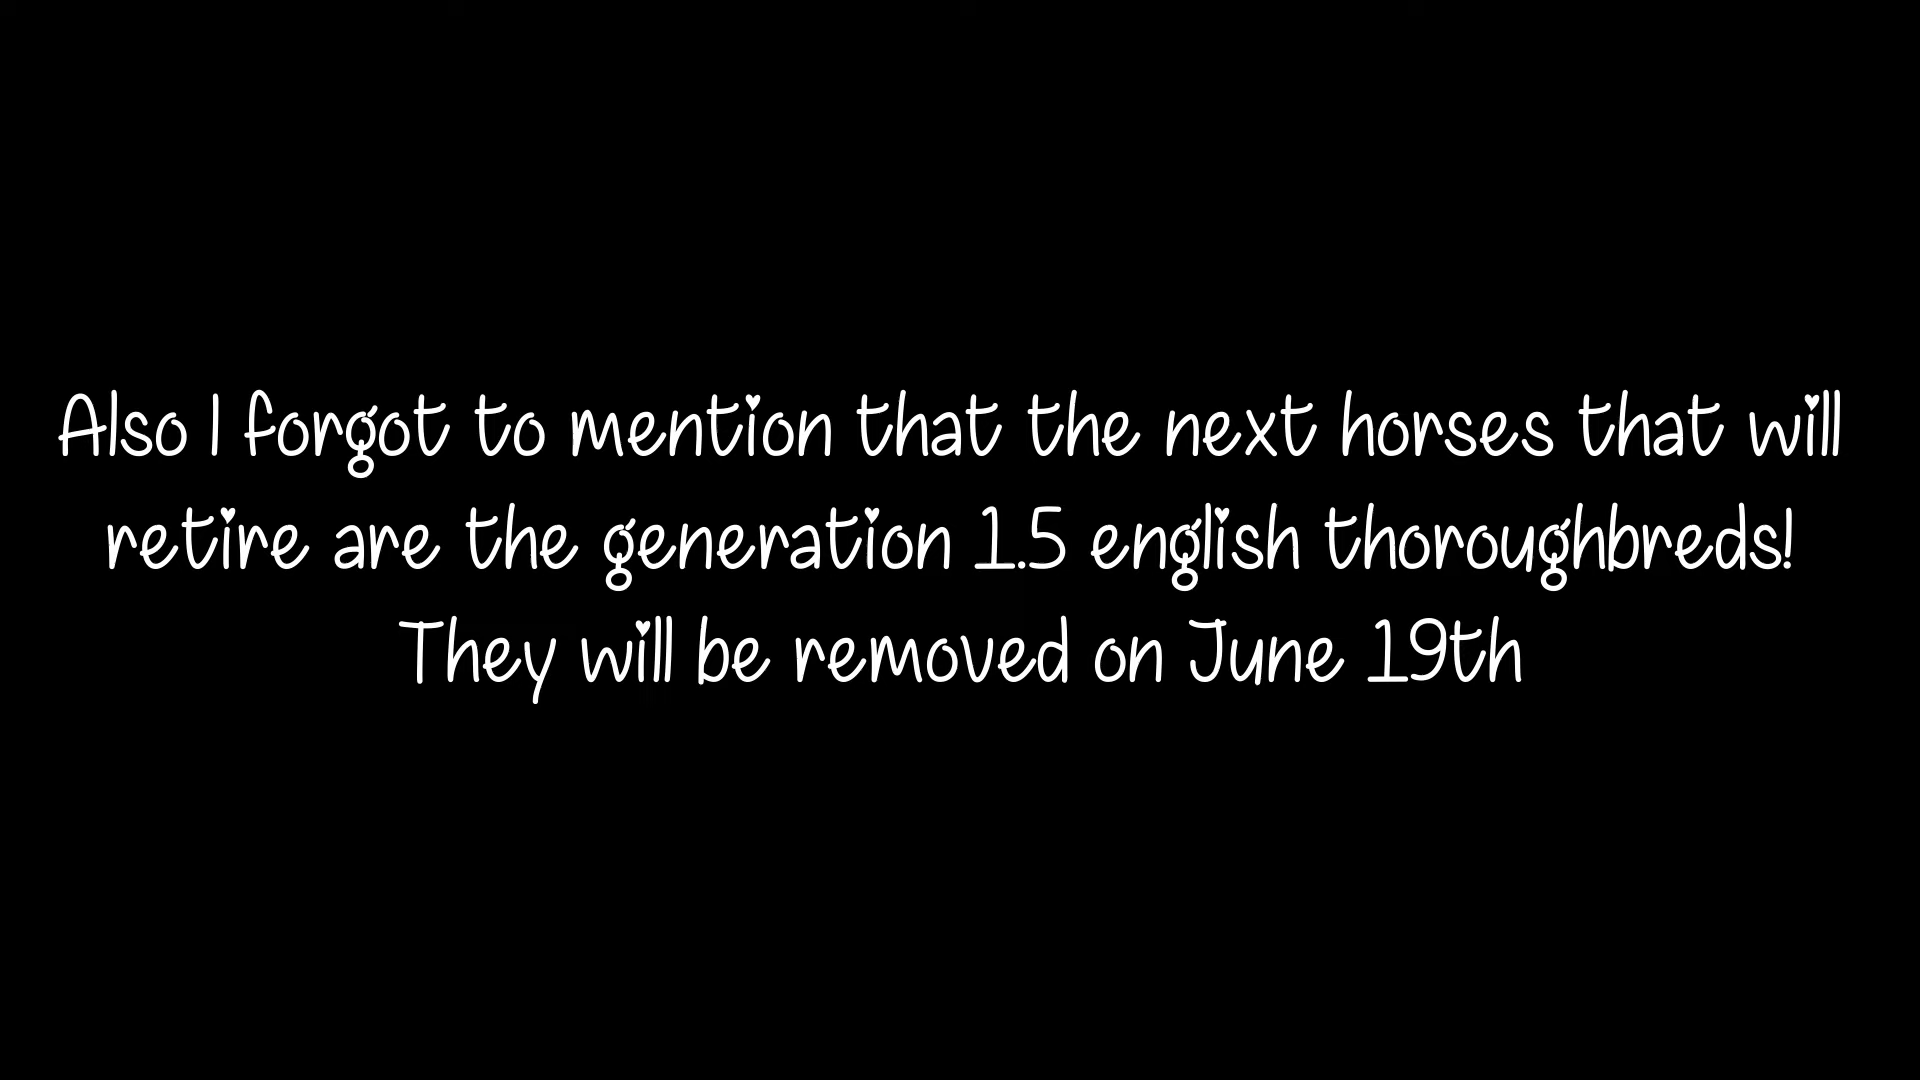 Also I forgot to mention that the next horses that will
retire are the generation 1.5 english thoroughbreds!
They will be removed on June 19th